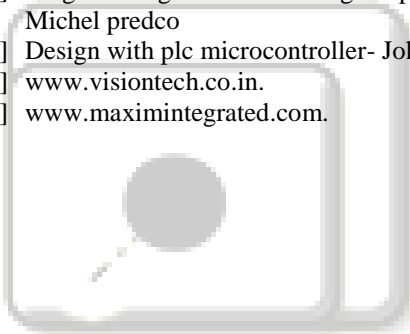 Michel predco
] Design with plc microcontroller- Jo
] www.visiontech.co.in.
] www.maximintegrated.com.